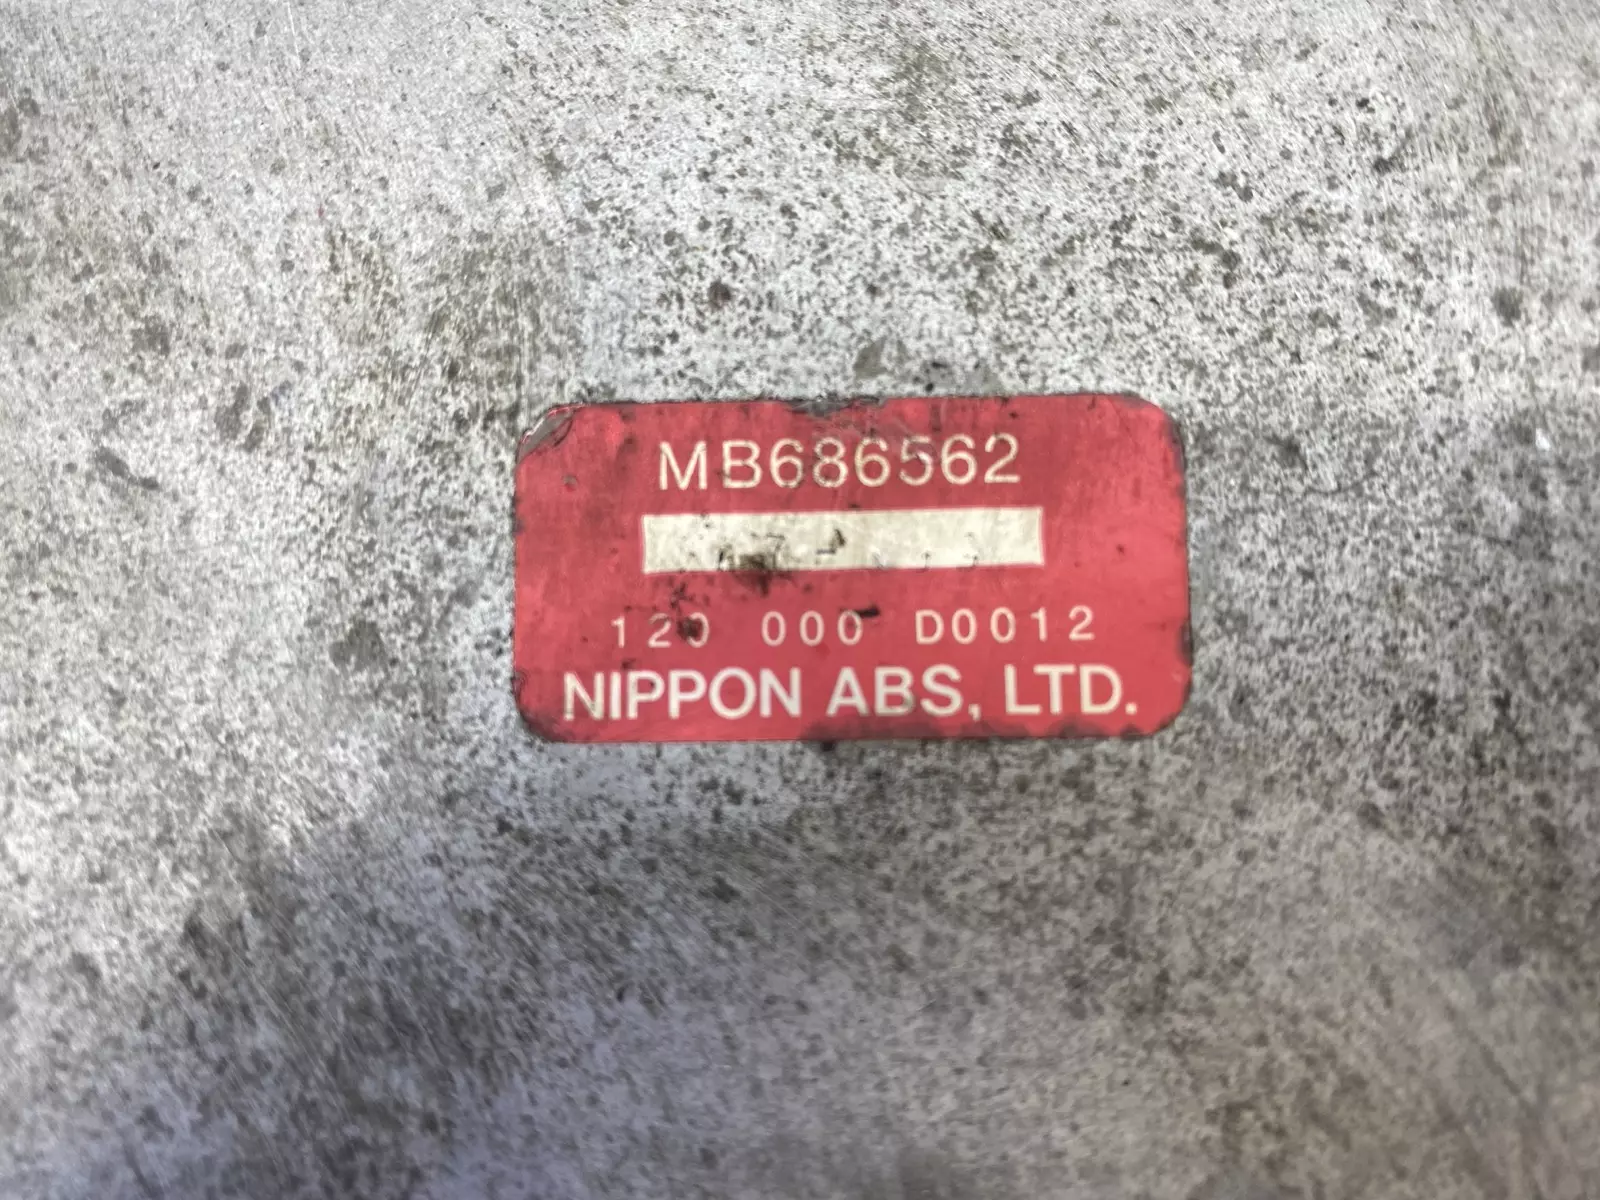 MB686562
120 000 D0012
NIPPON ABS, LTD.